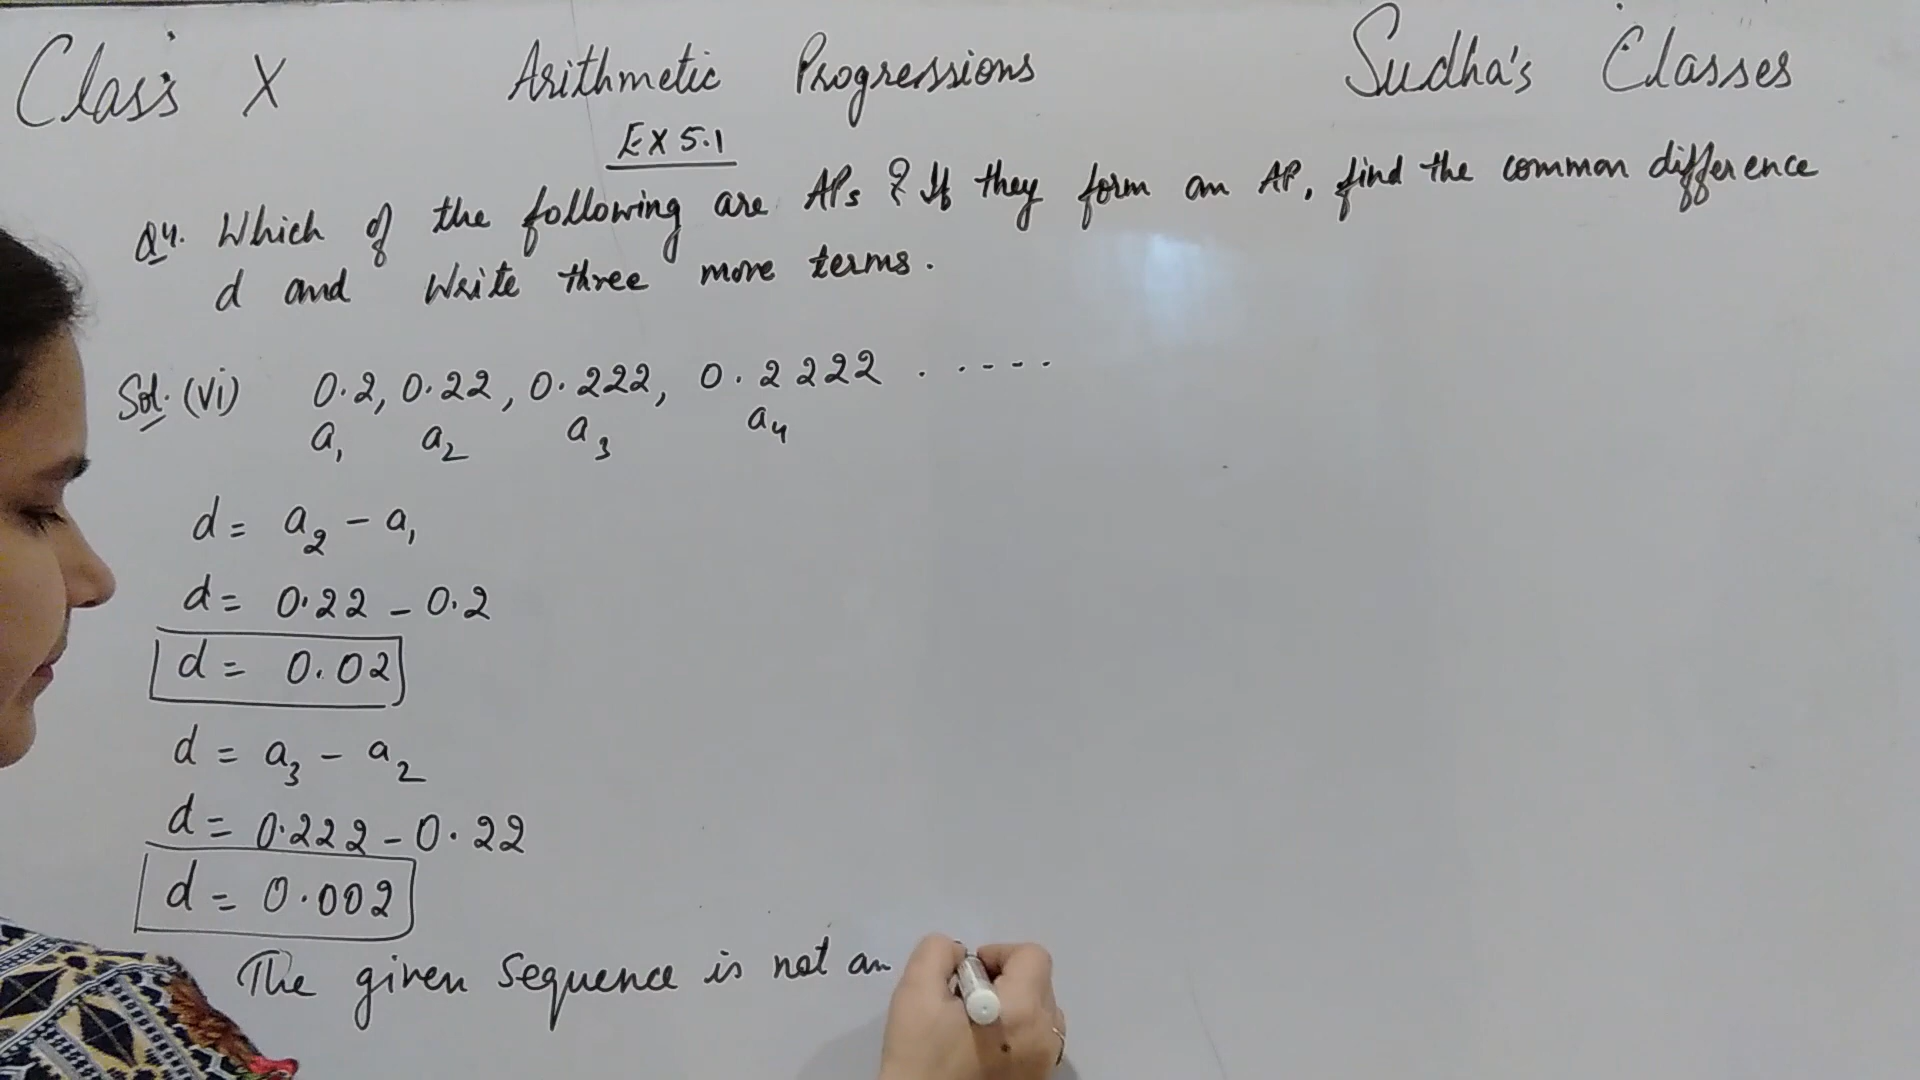 Class X Arithmetic Progressions Sudha's Classes
EX 5.1
Q4. Which of the following are APs ? If they form an AP, find the common difference
d and Write three more terms.
Sol. (vi) 0.2, 0.22, 0.222, 0.2222 ......
a₁ a₂ a₃ a₄
d = a₂ - a₁
d = 0.22 - 0.2
d = 0.02
d = a₃ - a₂
d = 0.222 - 0.22
d = 0.002
The given sequence is not an